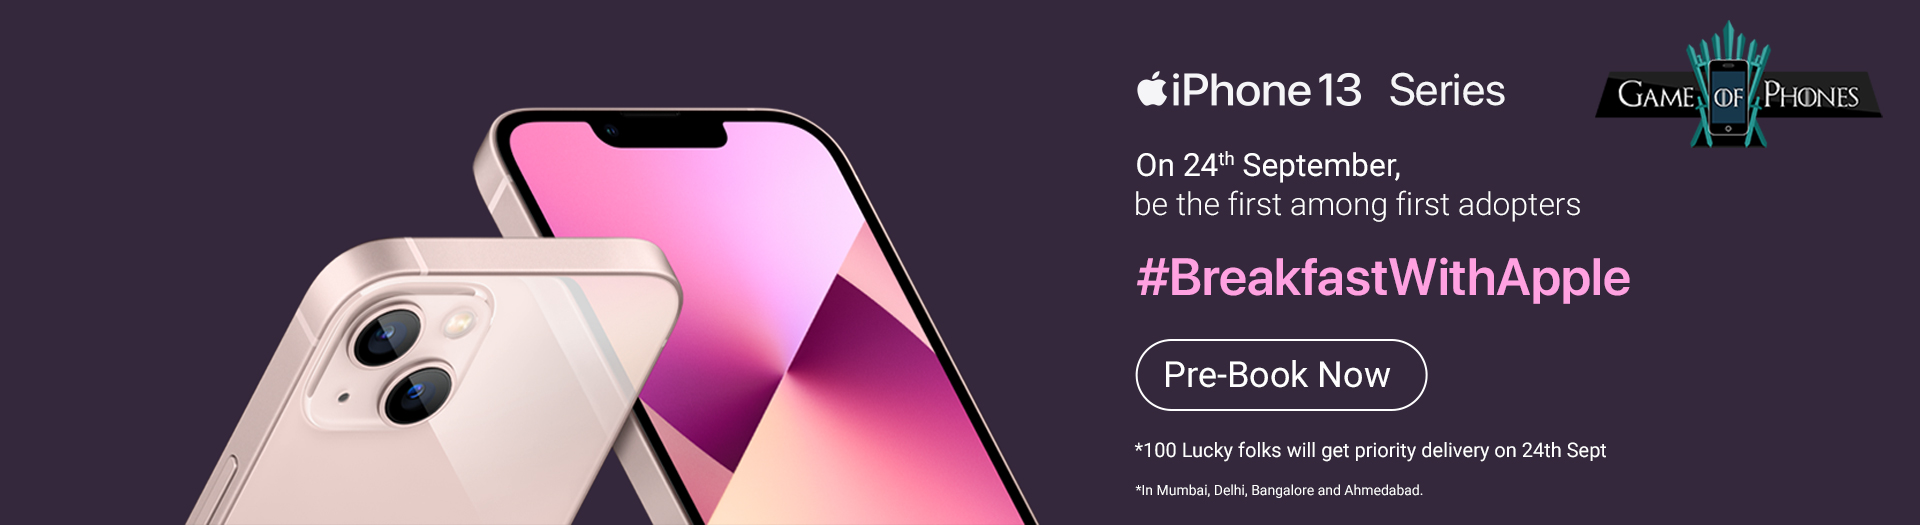 iPhone 13 Series
GAME OF PHONES
On 24th September,
be the first among first adopters
#BreakfastWithApple
Pre-Book Now
*100 Lucky folks will get priority delivery on 24th Sept
*In Mumbai, Delhi, Bangalore and Ahmedabad.